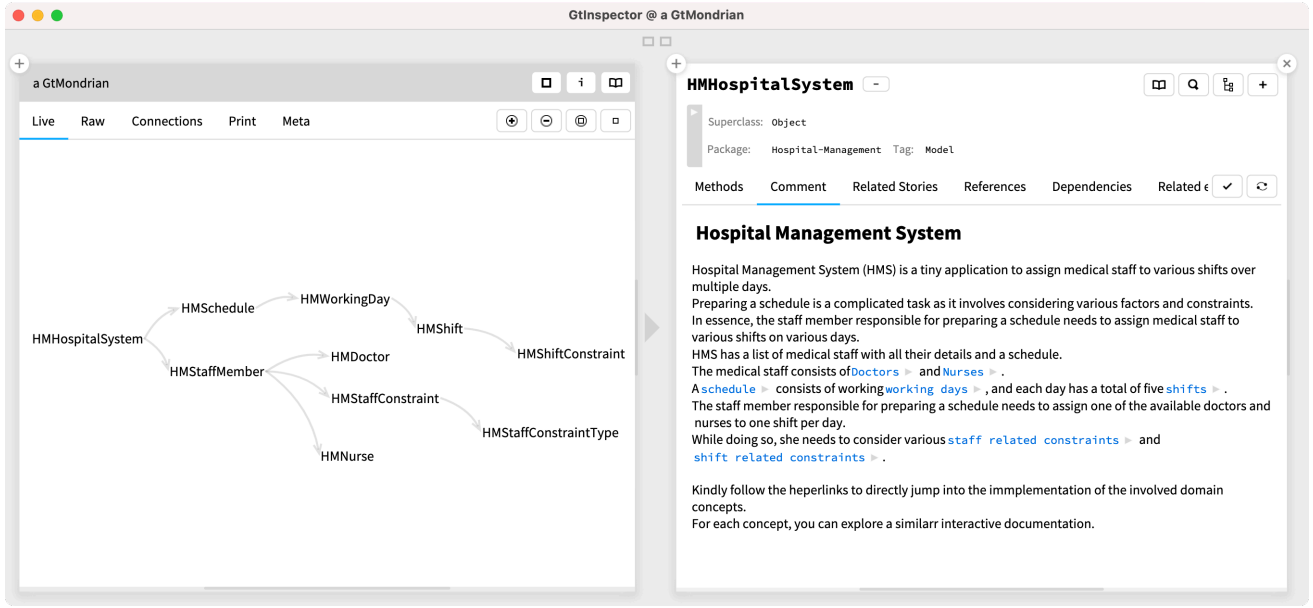 GtInspector @ a GtMondrian
a GtMondrian
i
Live Raw Connections Print Meta
HMHospitalSystem
HMSchedule
HMStaffMember
HMWorkingDay
HMShift
HMShiftConstraint
HMDoctor
HMStaffConstraint
HMStaffConstraintType
HMNurse
HMHospitalSystem
Superclass: Object
Package: Hospital-Management Tag: Model
Methods Comment Related Stories References Dependencies Related e
Hospital Management System
Hospital Management System (HMS) is a tiny application to assign medical staff to various shifts over
multiple days.
Preparing a schedule is a complicated task as it involves considering various factors and constraints.
In essence, the staff member responsible for preparing a schedule needs to assign medical staff to
various shifts on various days.
HMS has a list of medical staff with all their details and a schedule.
The medical staff consists of Doctors and Nurses .
A schedule consists of working working days , and each day has a total of five shifts .
The staff member responsible for preparing a schedule needs to assign one of the available doctors and
nurses to one shift per day.
While doing so, she needs to consider various staff related constraints and
shift related constraints .
Kindly follow the heperlinks to directly jump into the immplementation of the involved domain
concepts.
For each concept, you can explore a similarr interactive documentation.